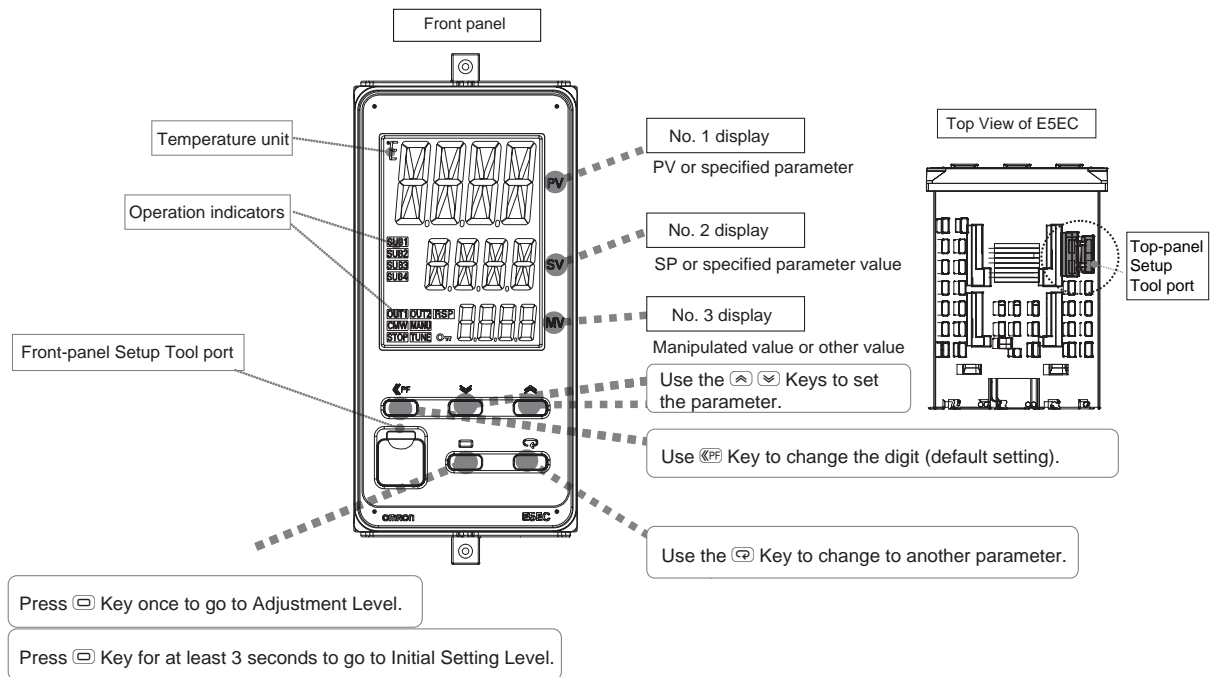 Front panel
Temperature unit
Operation indicators
Front-panel Setup Tool port
PV
SUB1
SUB2
SUB3
SUB4
SV
OUT1 OUT2 RSP
CMW MANU
STOP TUNE
MV
PF
omron E5EC
No. 1 display
PV or specified parameter
No. 2 display
SP or specified parameter value
No. 3 display
Manipulated value or other value
Use the Keys to set
the parameter.
Use PF Key to change the digit (default setting).
Use the Key to change to another parameter.
Press Key once to go to Adjustment Level.
Press Key for at least 3 seconds to go to Initial Setting Level.
Top View of E5EC
Top-panel
Setup
Tool port